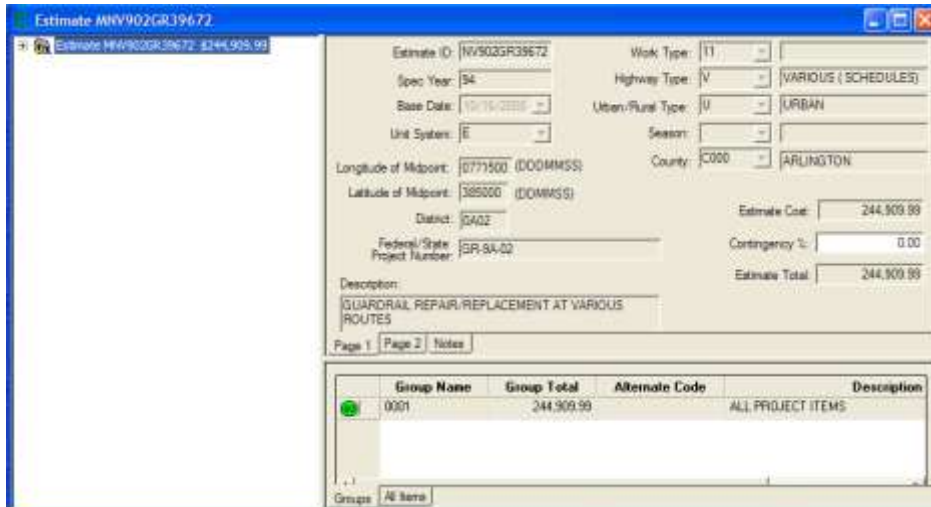 Estimate MNV902GR39672
Estimate MNV902GR39672 $244,909.99
Estimate ID: NV902GR39672 Work Type: 11
Spec Year: 94 Highway Type: V VARIOUS ( SCHEDULES)
Base Date: Urban/Rural Type: U URBAN
Unit System: E Season:
County: C000 ARLINGTON
Longitude of Midpoint: 0771500 (DDDMMSS)
Latitude of Midpoint: 385000 (DDMMSS)
District: GA02 Estimate Cost: 244,909.99
Federal/State Project Number: GR-9A-02 Contingency %: 0.00
Estimate Total: 244,909.99
Description:
GUARDRAIL REPAIR/REPLACEMENT AT VARIOUS
ROUTES
Page 1 Page 2 Notes
Group Name Group Total Alternate Code Description
0001 244,909.99 ALL PROJECT ITEMS
Groups All Items